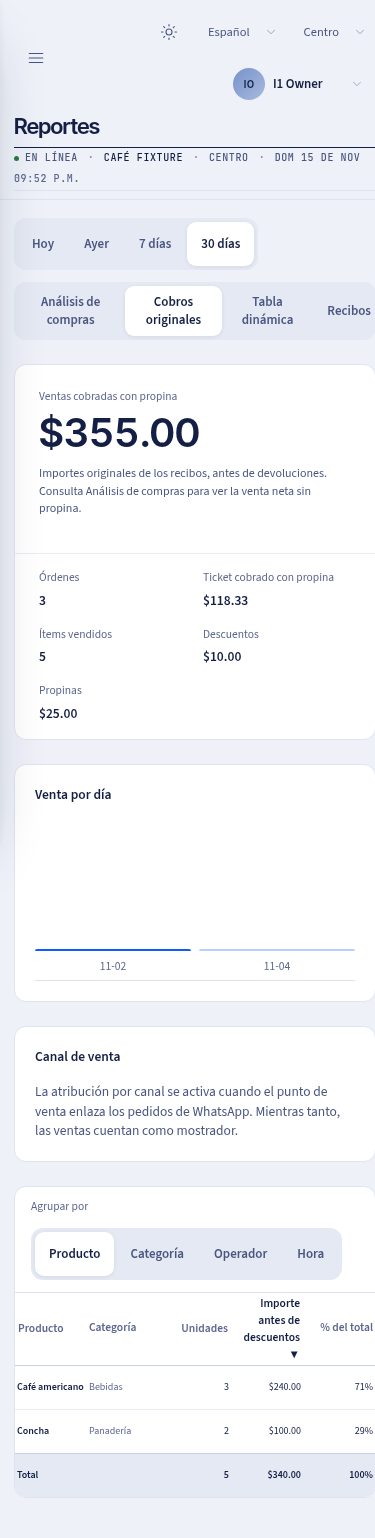 Español Centro
IO I1 Owner
Reportes
EN LÍNEA · CAFÉ FIXTURE · CENTRO · DOM 15 DE NOV
09:52 P.M.
Hoy Ayer 7 días 30 días
Análisis de compras Cobros originales Tabla dinámica Recibos
Ventas cobradas con propina
$355.00
Importes originales de los recibos, antes de devoluciones.
Consulta Análisis de compras para ver la venta neta sin
propina.
Órdenes Ticket cobrado con propina
3 $118.33
Ítems vendidos Descuentos
5 $10.00
Propinas
$25.00
Venta por día
11-02 11-04
Canal de venta
La atribución por canal se activa cuando el punto de
venta enlaza los pedidos de WhatsApp. Mientras tanto,
las ventas cuentan como mostrador.
Agrupar por
Producto Categoría Operador Hora
Producto Categoría Unidades Importe antes de descuentos ▼ % del total
Café americano Bebidas 3 $240.00 71%
Concha Panadería 2 $100.00 29%
Total 5 $340.00 100%